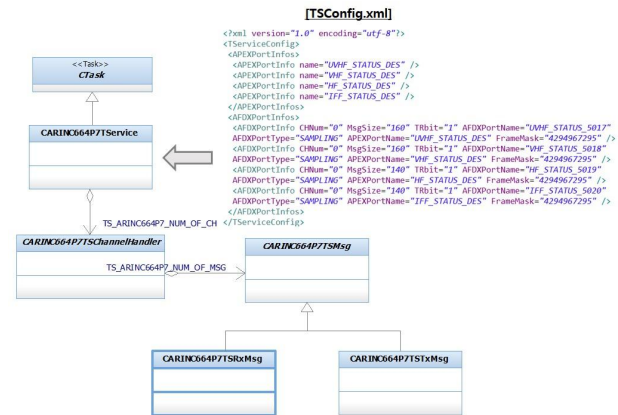 [TSConfig.xml]
<?xml version="1.0" encoding="utf-8"?>
<TServiceConfig>
<APEXPortInfos>
<APEXPortInfo name="UVHF_STATUS_DES" />
<APEXPortInfo name="VHF_STATUS_DES" />
<APEXPortInfo name="HF_STATUS_DES" />
<APEXPortInfo name="IFF_STATUS_DES" />
</APEXPortInfos>
<AFDXPortInfos>
<AFDXPortInfo CHNum="0" MsgSize="160" TRbit="1" AFDXPortName="UVHF_STATUS_5017"
AFDXPortType="SAMPLING" APEXPortName="UVHF_STATUS_DES" FrameMask="4294967295" />
<AFDXPortInfo CHNum="0" MsgSize="160" TRbit="1" AFDXPortName="VHF_STATUS_5018"
AFDXPortType="SAMPLING" APEXPortName="VHF_STATUS_DES" FrameMask="4294967295" />
<AFDXPortInfo CHNum="0" MsgSize="140" TRbit="1" AFDXPortName="HF_STATUS_5019"
AFDXPortType="SAMPLING" APEXPortName="HF_STATUS_DES" FrameMask="4294967295" />
<AFDXPortInfo CHNum="0" MsgSize="140" TRbit="1" AFDXPortName="IFF_STATUS_5020"
AFDXPortType="SAMPLING" APEXPortName="IFF_STATUS_DES" FrameMask="4294967295" />
</AFDXPortInfos>
</TServiceConfig>
<<Task>>
CTask
CARINC664P7TService
TS_ARINC664P7_NUM_OF_CH
CARINC664P7TSChannelHandler
TS_ARINC664P7_NUM_OF_MSG
CARINC664P7TSMsg
CARINC664P7TSRxMsg
CARINC664P7TSTxMsg